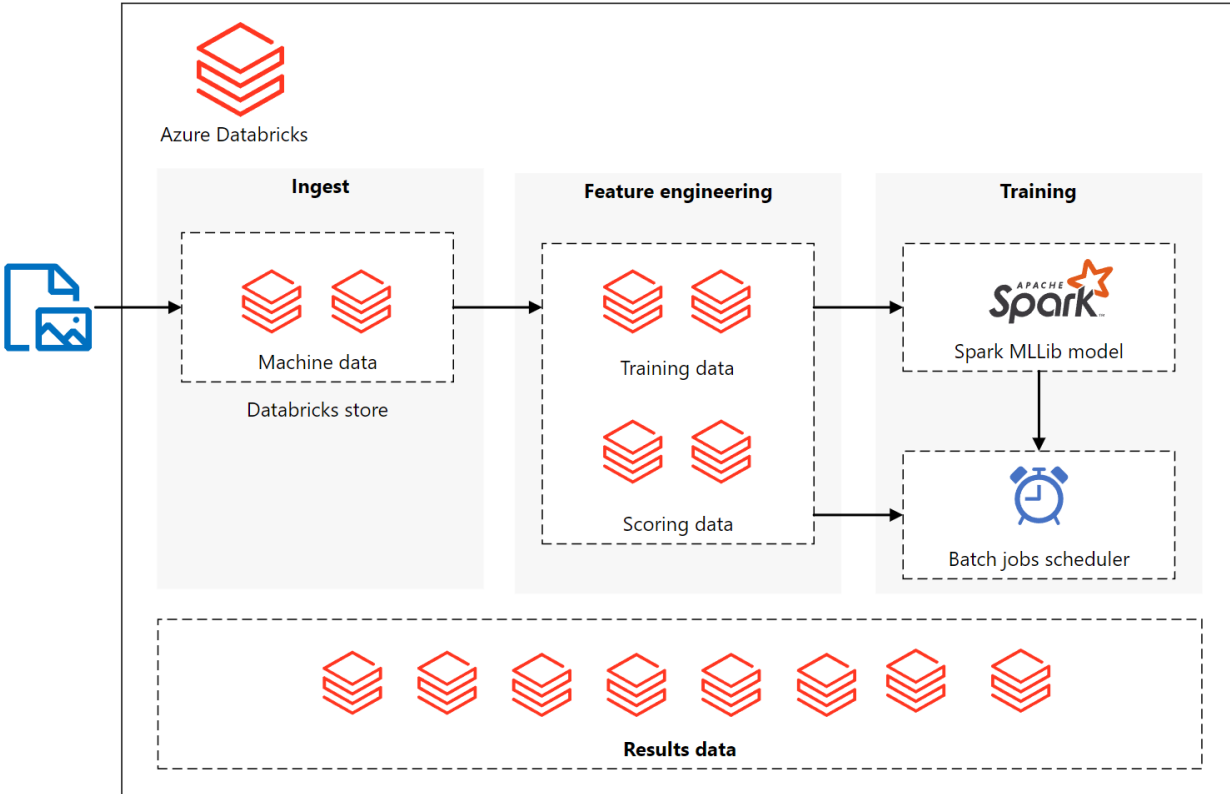 Azure Databricks
Ingest
Machine data
Databricks store
Feature engineering
Training data
Scoring data
Training
APACHE
Spark™
Spark MLLib model
Batch jobs scheduler
Results data